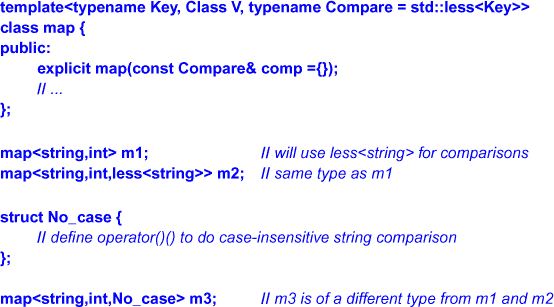 template<typename Key, Class V, typename Compare = std::less<Key>>
class map {
public:
explicit map(const Compare& comp ={});
// ...
};
map<string,int> m1; // will use less<string> for comparisons
map<string,int,less<string>> m2; // same type as m1
struct No_case {
// define operator()() to do case-insensitive string comparison
};
map<string,int,No_case> m3; // m3 is of a different type from m1 and m2